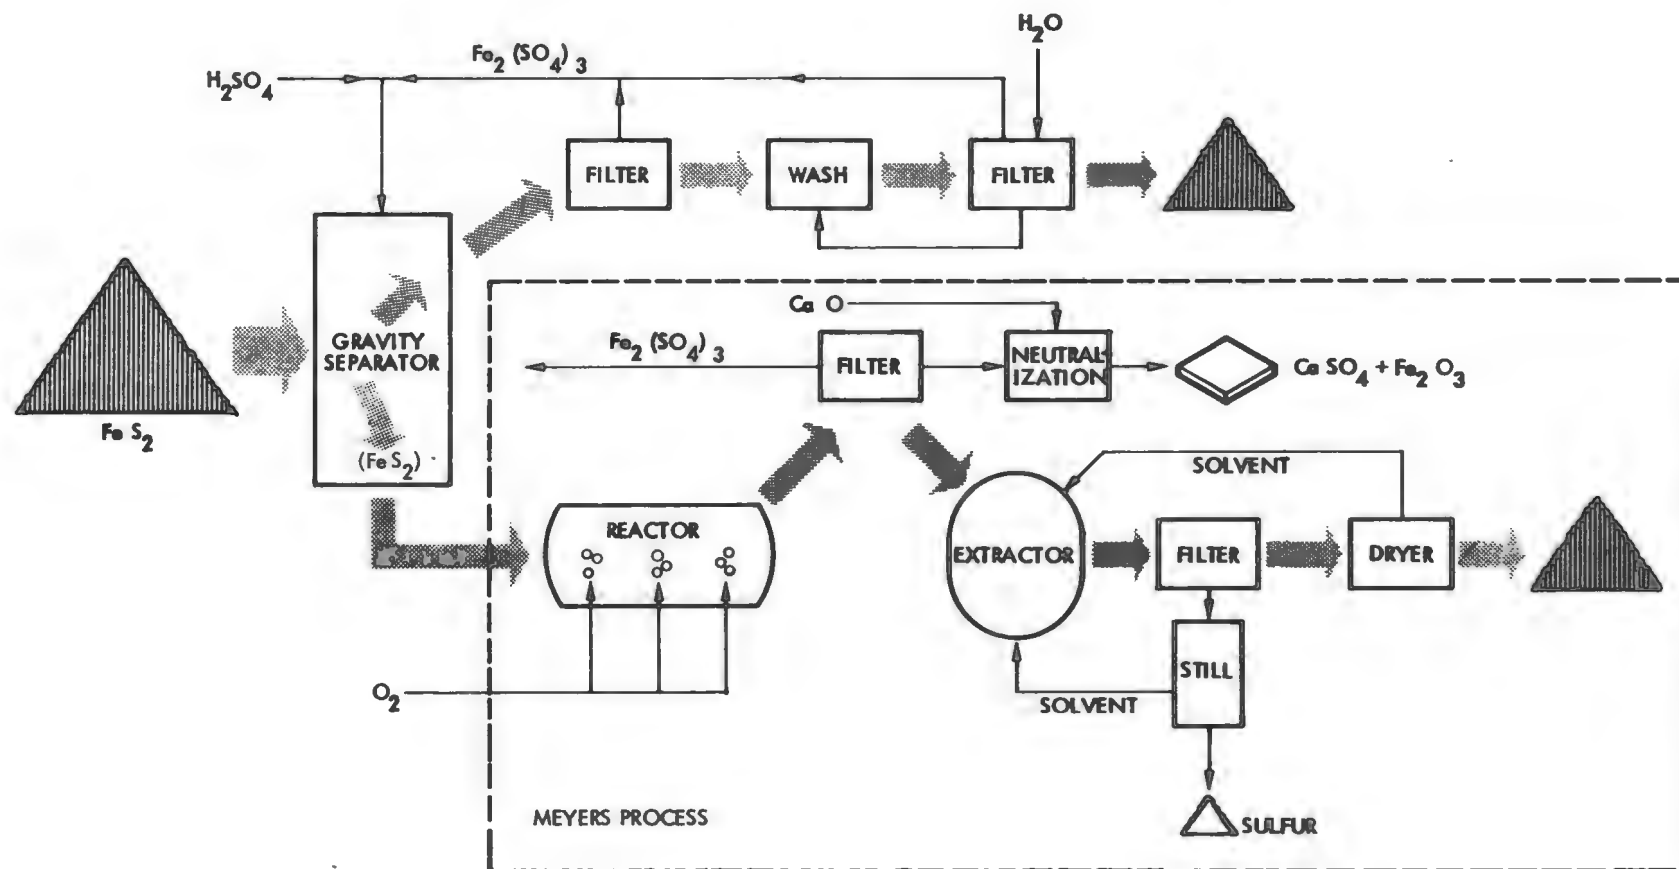 H2O
Fe2 (SO4) 3
H2SO4
FILTER
WASH
FILTER
Ca O
GRAVITY
SEPARATOR
Fe2 (SO4) 3
FILTER
NEUTRAL-
IZATION
Ca SO4 + Fe2 O3
Fe S2
(Fe S2)
SOLVENT
REACTOR
EXTRACTOR
FILTER
DRYER
STILL
O2
SOLVENT
MEYERS PROCESS
SULFUR